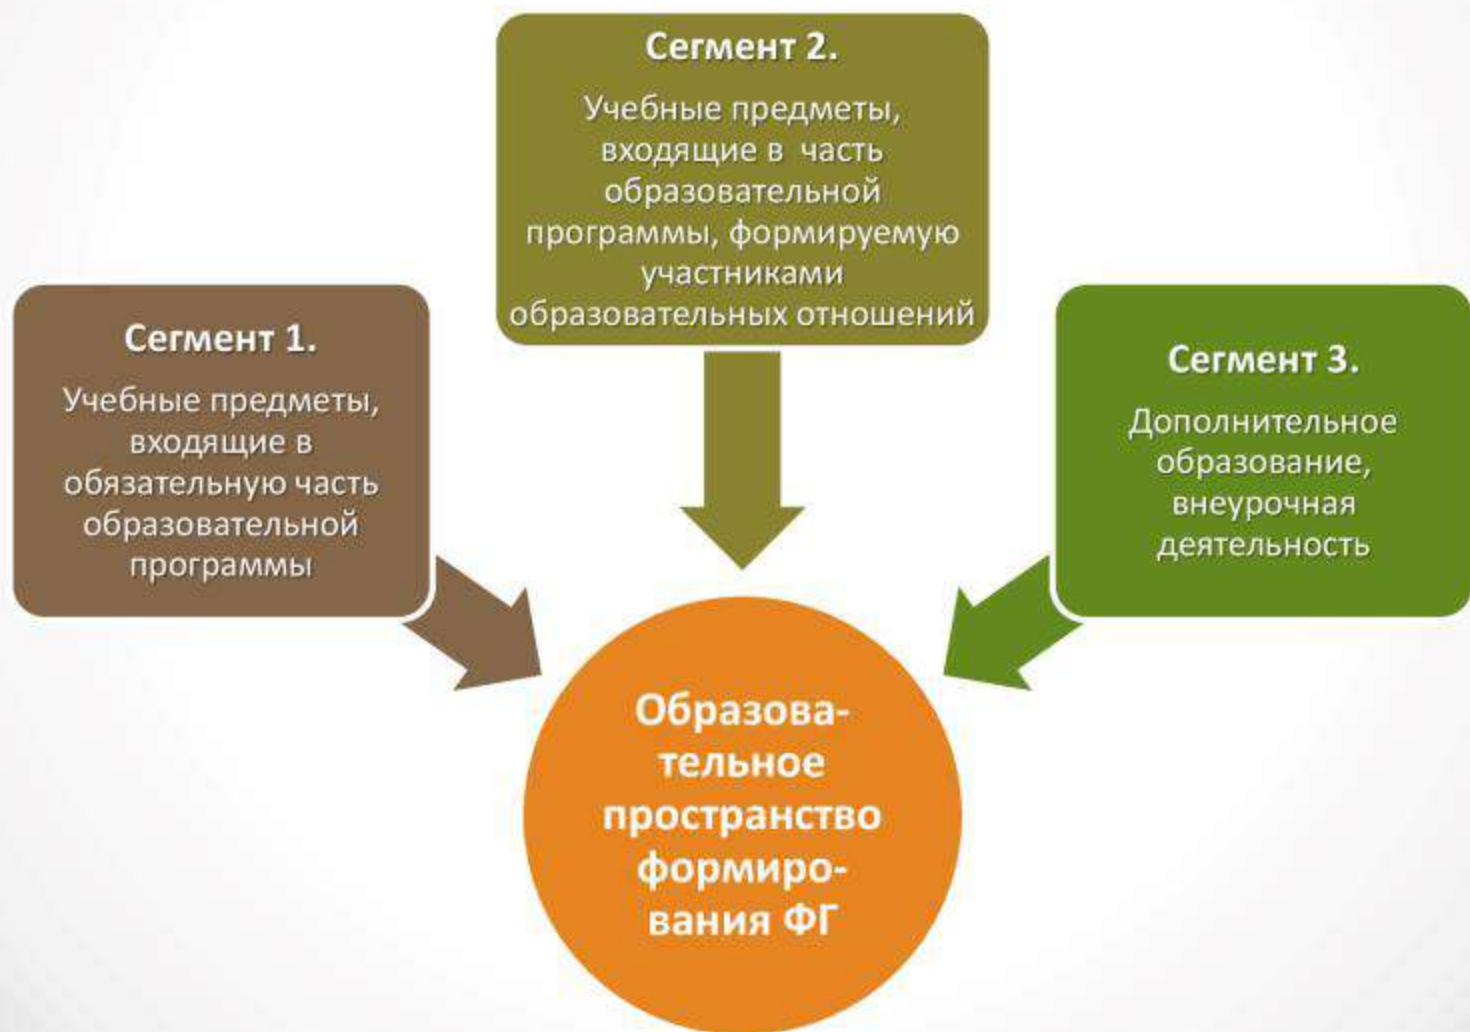 Сегмент 1.
Учебные предметы,
входящие в
обязательную часть
образовательной
программы
Сегмент 2.
Учебные предметы,
входящие в часть
образовательной
программы, формируемую
участниками
образовательных отношений
Сегмент 3.
Дополнительное
образование,
внеурочная
деятельность
Образова-
тельное
пространство
формиро-
вания ФГ